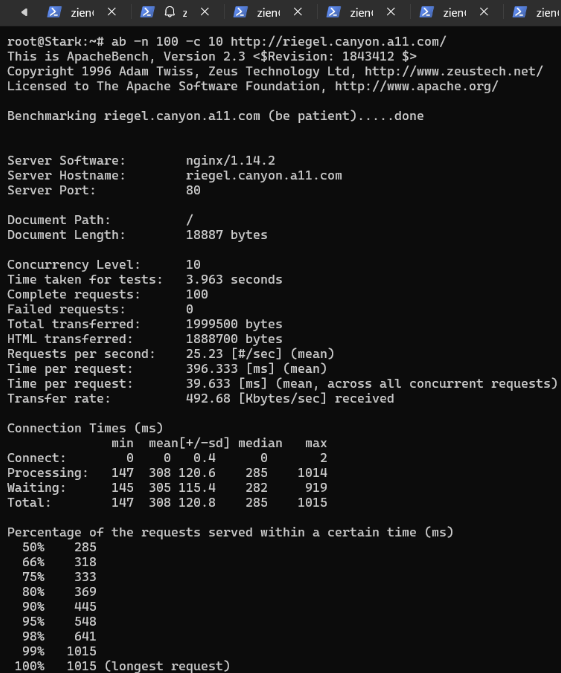 zien
z
zien
zien
zien
zien
root@Stark:~# ab -n 100 -c 10 http://riegel.canyon.a11.com/
This is ApacheBench, Version 2.3 <$Revision: 1843412 $>
Copyright 1996 Adam Twiss, Zeus Technology Ltd, http://www.zeustech.net/
Licensed to The Apache Software Foundation, http://www.apache.org/
Benchmarking riegel.canyon.a11.com (be patient).....done
Server Software:        nginx/1.14.2
Server Hostname:        riegel.canyon.a11.com
Server Port:            80
Document Path:          /
Document Length:        18887 bytes
Concurrency Level:      10
Time taken for tests:   3.963 seconds
Complete requests:      100
Failed requests:        0
Total transferred:      1999500 bytes
HTML transferred:       1888700 bytes
Requests per second:    25.23 [#/sec] (mean)
Time per request:       396.333 [ms] (mean)
Time per request:       39.633 [ms] (mean, across all concurrent requests)
Transfer rate:          492.68 [Kbytes/sec] received
Connection Times (ms)
              min  mean[+/-sd] median   max
Connect:        0    0   0.4      0       2
Processing:   147  308 120.6    285    1014
Waiting:      145  305 115.4    282     919
Total:        147  308 120.8    285    1015
Percentage of the requests served within a certain time (ms)
  50%    285
  66%    318
  75%    333
  80%    369
  90%    445
  95%    548
  98%    641
  99%   1015
 100%   1015 (longest request)